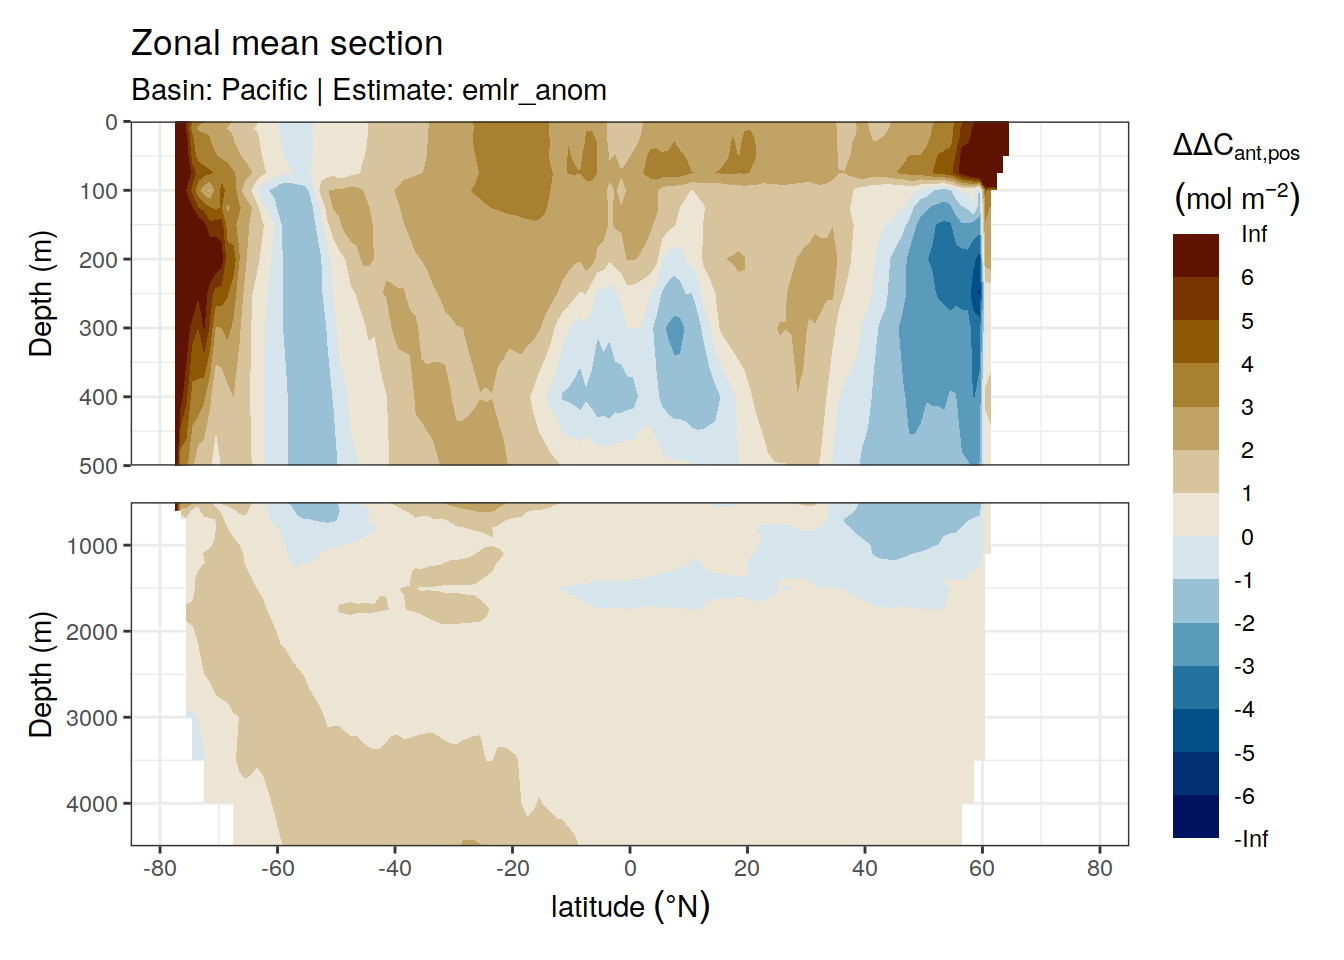 Zonal mean section
Basin: Pacific | Estimate: emlr_anom
Depth (m)
0
100
200
300
400
500
Depth (m)
1000
2000
3000
4000
-80 -60 -40 -20 0 20 40 60 80
latitude (°N)
ΔΔC_ant,pos
(mol m⁻²)
Inf
6
5
4
3
2
1
0
-1
-2
-3
-4
-5
-6
-Inf